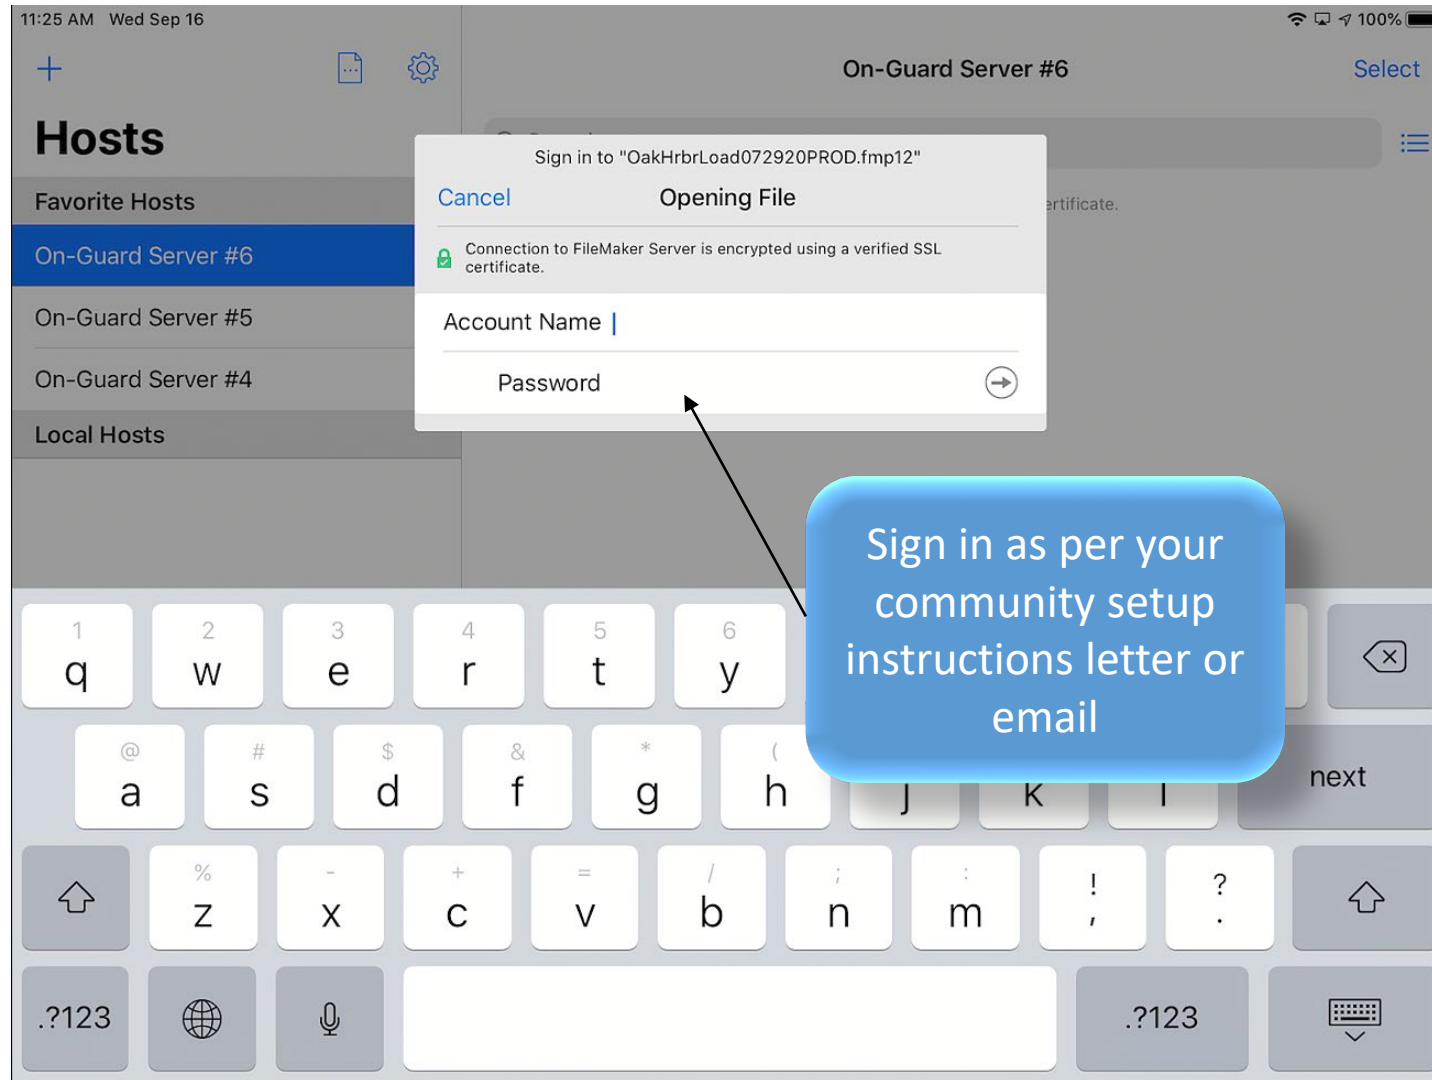 11:25 AM Wed Sep 16
100%
On-Guard Server #6
Select
Hosts
Favorite Hosts
On-Guard Server #6
On-Guard Server #5
On-Guard Server #4
Local Hosts
Sign in to "OakHrbrLoad072920PROD.fmp12"
Cancel Opening File
Connection to FileMaker Server is encrypted using a verified SSL
certificate.
Account Name
Password
Sign in as per your
community setup
instructions letter or
email
1 2 3 4 5 6
q w e r t y
@ # $ & * (
a s d f g h j k l next
% - + = / ; : ! ?
z x c v b n m , .
.?123 .?123